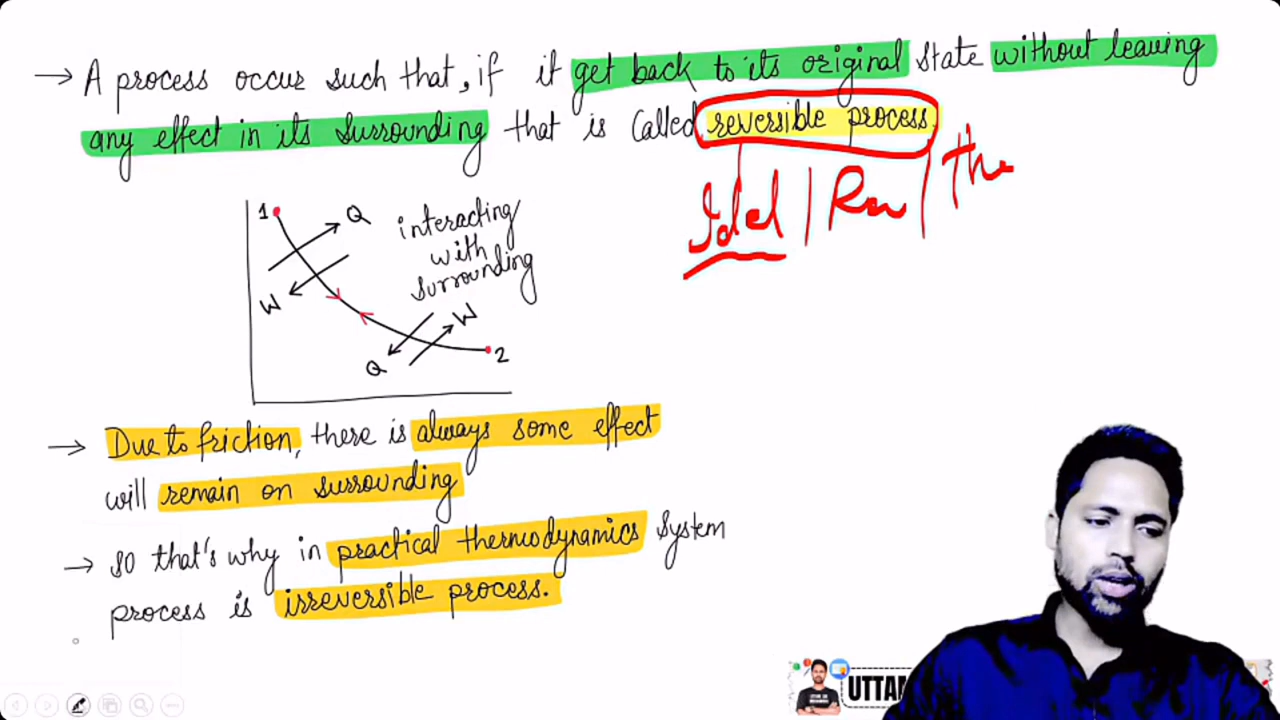 → A process occur such that, if it get back to its original state without leaving
any effect in its surrounding that is called reversible process.
Idel | Rev | The
1
Q
interacting
with
surrounding
W
W
Q
2
→ Due to friction, there is always some effect
will remain on surrounding
→ so that's why in practical thermodynamics system
process is irreversible process.
UTTAM